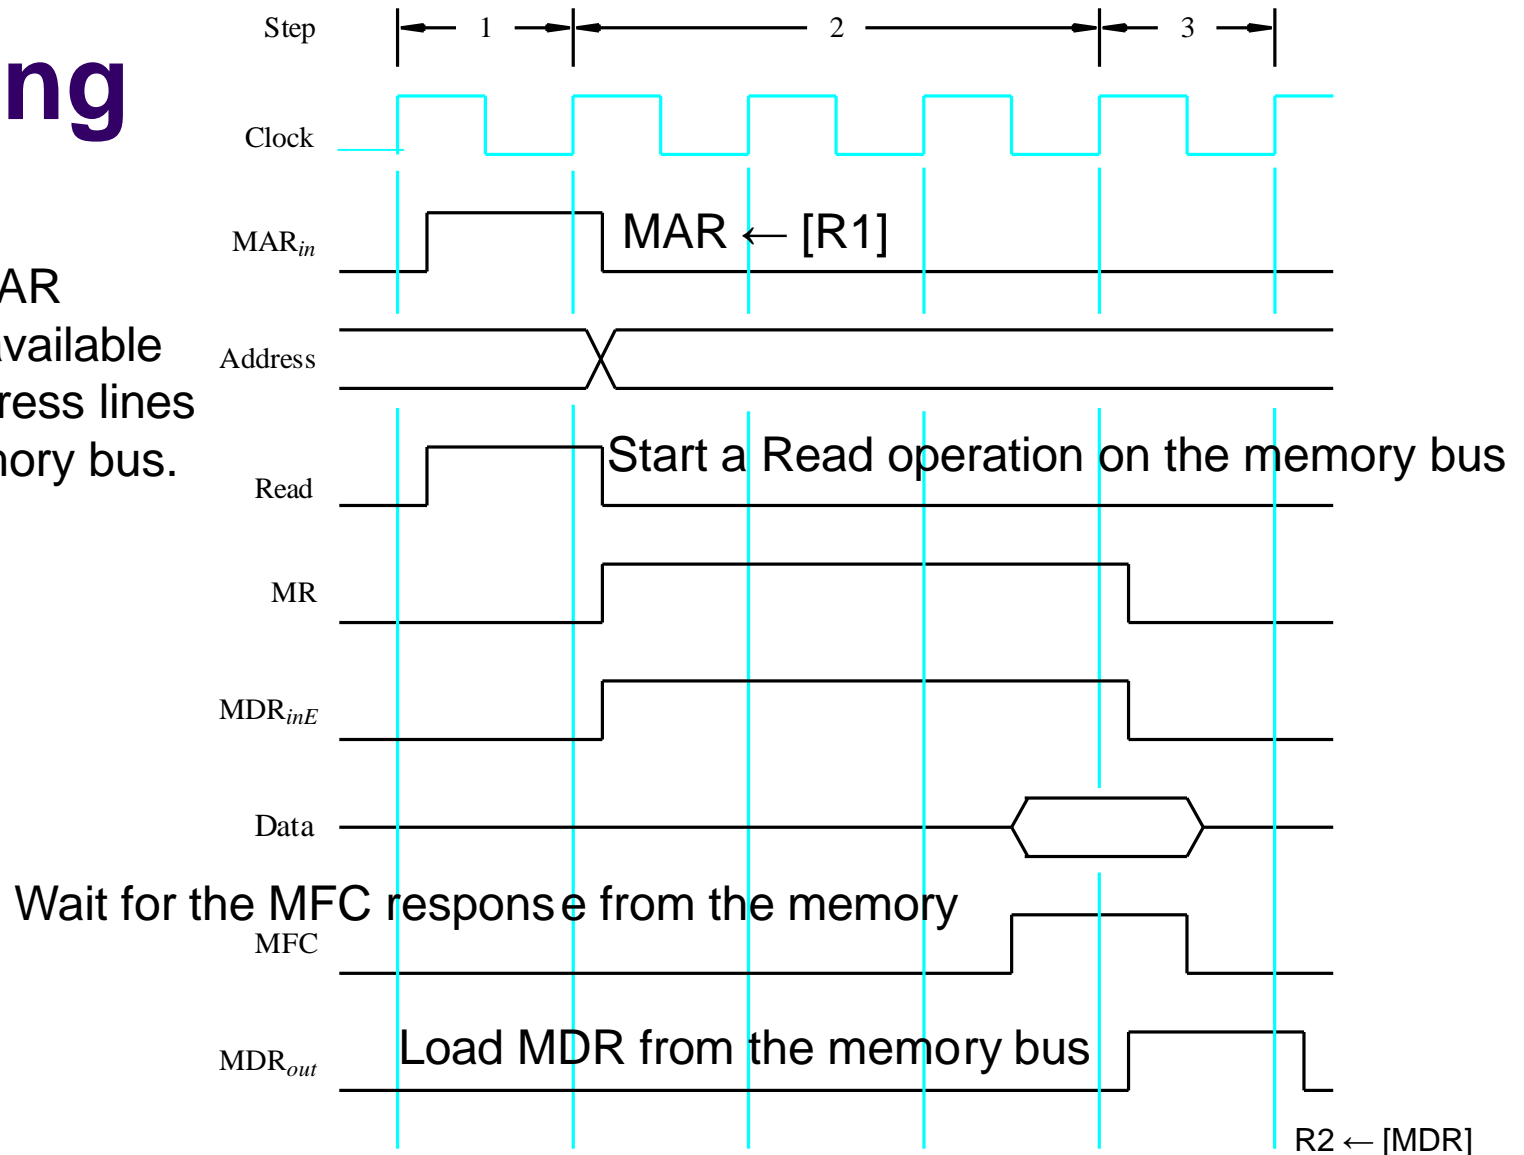 Step 1 2 3
ng
Clock
MAR ← [R1]
MARin
AR
available
Address
ress lines
Start a Read operation on the memory bus
nory bus.
Read
MR
MDRinE
Data
Wait for the MFC response from the memory
MFC
Load MDR from the memory bus
MDRout
R2 ← [MDR]